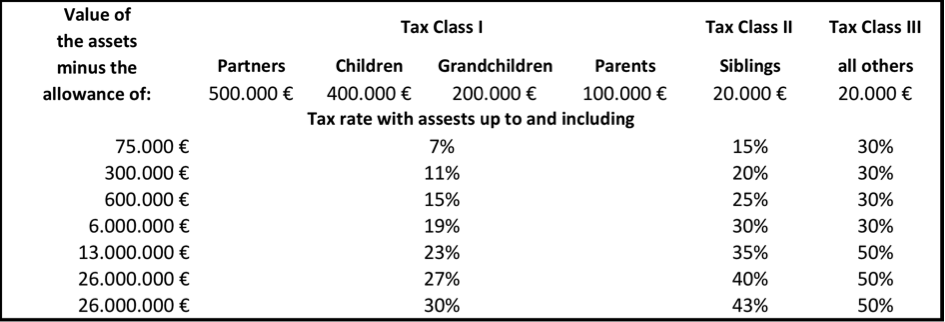 Value of
the assets
minus the
allowance of:
Tax Class I Tax Class II Tax Class III
Partners Children Grandchildren Parents Siblings all others
500.000 € 400.000 € 200.000 € 100.000 € 20.000 € 20.000 €
Tax rate with assests up to and including
75.000 € 7% 15% 30%
300.000 € 11% 20% 30%
600.000 € 15% 25% 30%
6.000.000 € 19% 30% 30%
13.000.000 € 23% 35% 50%
26.000.000 € 27% 40% 50%
26.000.000 € 30% 43% 50%